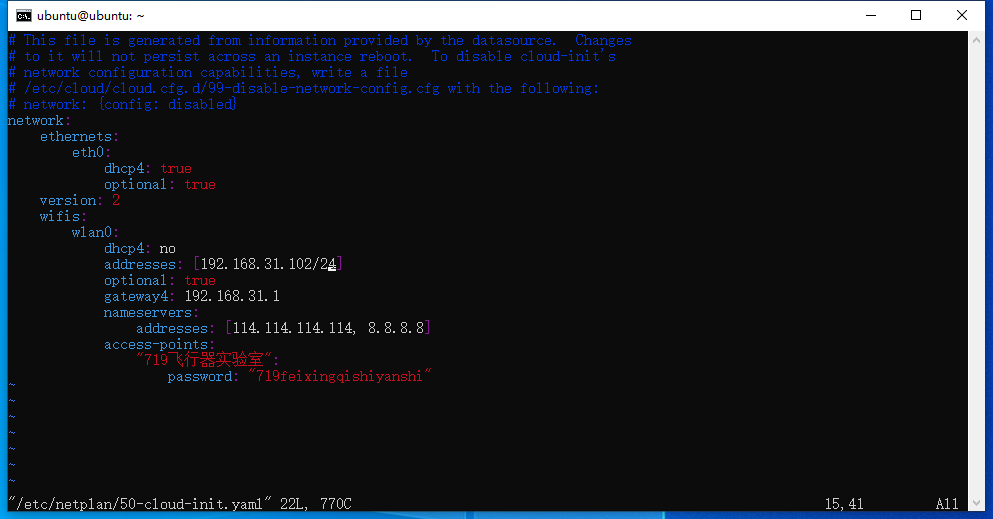 ubuntu@ubuntu: ~
# This file is generated from information provided by the datasource.  Changes
# to it will not persist across an instance reboot.  To disable cloud-init's
# network configuration capabilities, write a file
# /etc/cloud/cloud.cfg.d/99-disable-network-config.cfg with the following:
# network: {config: disabled}
network:
    ethernets:
        eth0:
            dhcp4: true
            optional: true
    version: 2
    wifis:
        wlan0:
            dhcp4: no
            addresses: [192.168.31.102/24]
            optional: true
            gateway4: 192.168.31.1
            nameservers:
                addresses: [114.114.114.114, 8.8.8.8]
            access-points:
                "719飞行器实验室":
                    password: "719feixingqishiyanshi"
~
~
~
~
~
~
~
"/etc/netplan/50-cloud-init.yaml" 22L, 770C 15,41 All